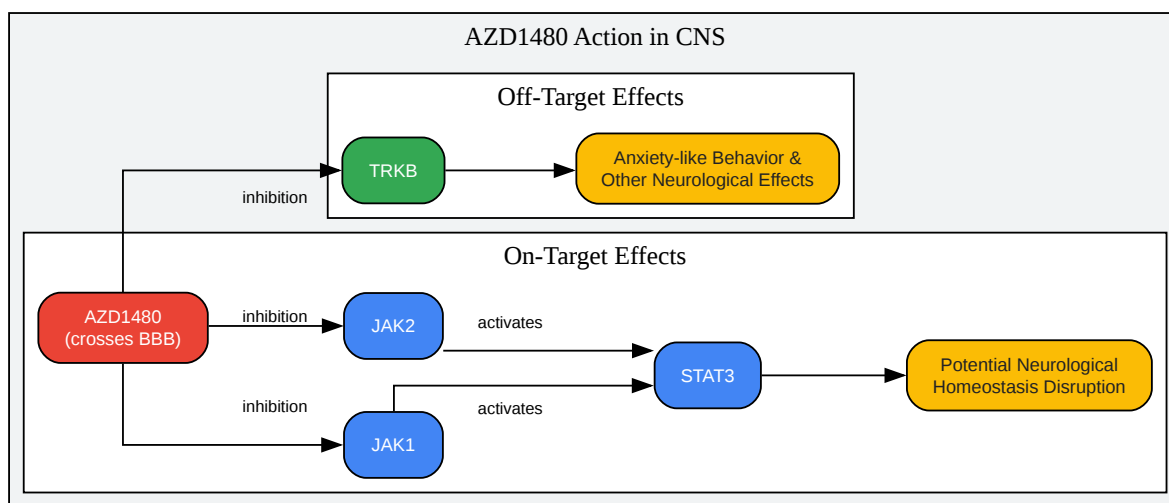 AZD1480 Action in CNS
Off-Target Effects
TRKB
Anxiety-like Behavior &
Other Neurological Effects
inhibition
On-Target Effects
AZD1480
(crosses BBB)
inhibition
JAK2
activates
STAT3
Potential Neurological
Homeostasis Disruption
inhibition
JAK1
activates